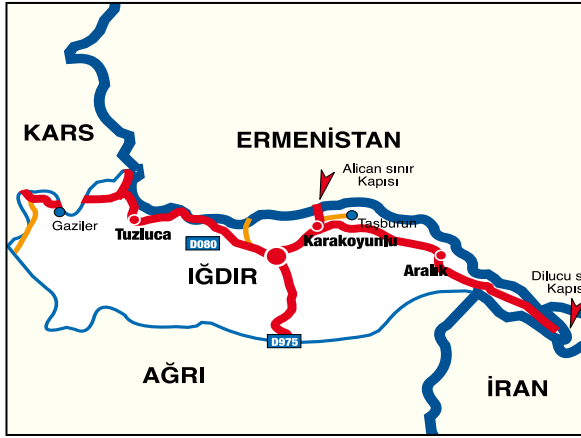 KARS
ERMENİSTAN
Alican sınır
Kapısı
Gaziler
Tuzluca
Taşburun
Karakoyunlu
D080
Aralık
IĞDIR
Dilucu s
Kapıs
D975
AĞRI
İRAN